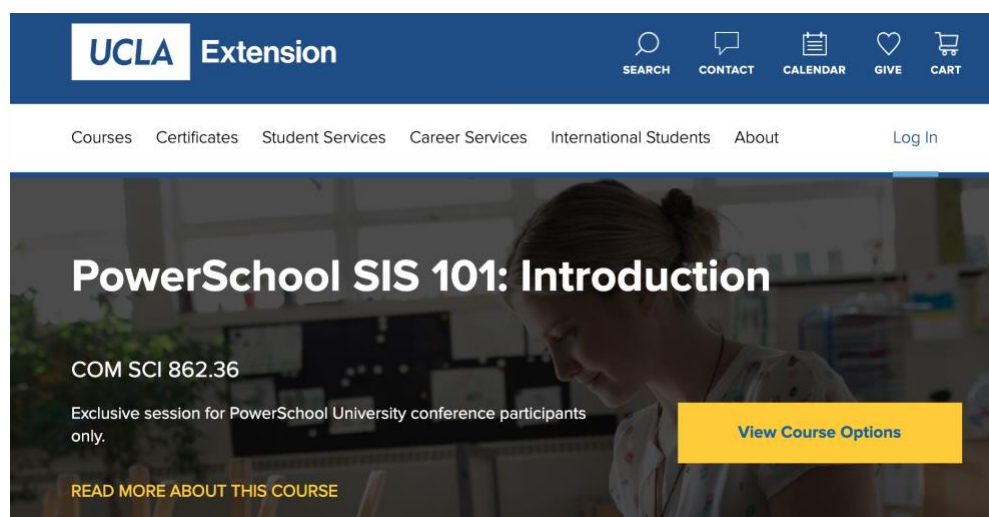 UCLA Extension
SEARCH CONTACT CALENDAR GIVE CART
Courses Certificates Student Services Career Services International Students About Log In
PowerSchool SIS 101: Introduction
COM SCI 862.36
Exclusive session for PowerSchool University conference participants
only.
View Course Options
READ MORE ABOUT THIS COURSE